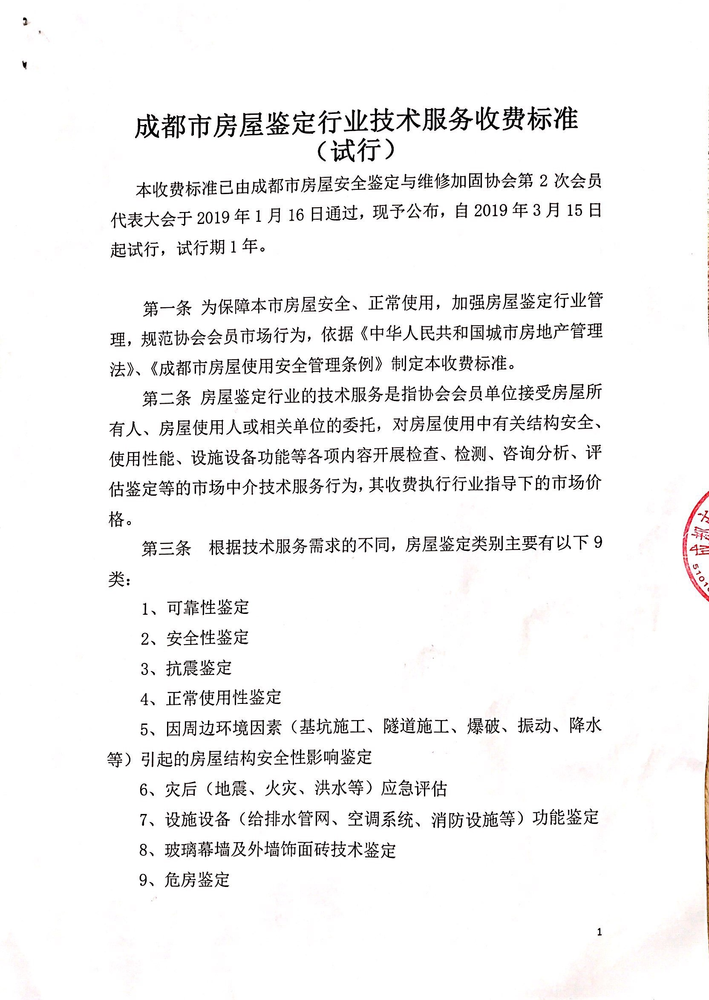 成都市房屋鉴定行业技术服务收费标准
（试行）
本收费标准已由成都市房屋安全鉴定与维修加固协会第 2 次会员
代表大会于 2019 年 1 月 16 日通过，现予公布，自 2019 年 3 月 15 日
起试行，试行期 1 年。
第一条 为保障本市房屋安全、正常使用，加强房屋鉴定行业管
理，规范协会会员市场行为，依据《中华人民共和国城市房地产管理
法》、《成都市房屋使用安全管理条例》制定本收费标准。
第二条 房屋鉴定行业的技术服务是指协会会员单位接受房屋所
有人、房屋使用人或相关单位的委托，对房屋使用中有关结构安全、
使用性能、设施设备功能等各项内容开展检查、检测、咨询分析、评
估鉴定等的市场中介技术服务行为，其收费执行行业指导下的市场价
格。
第三条 根据技术服务需求的不同，房屋鉴定类别主要有以下 9
类：
1、可靠性鉴定
2、安全性鉴定
3、抗震鉴定
4、正常使用性鉴定
5、因周边环境因素（基坑施工、隧道施工、爆破、振动、降水
等）引起的房屋结构安全性影响鉴定
6、灾后（地震、火灾、洪水等）应急评估
7、设施设备（给排水管网、空调系统、消防设施等）功能鉴定
8、玻璃幕墙及外墙饰面砖技术鉴定
9、危房鉴定
5101
1